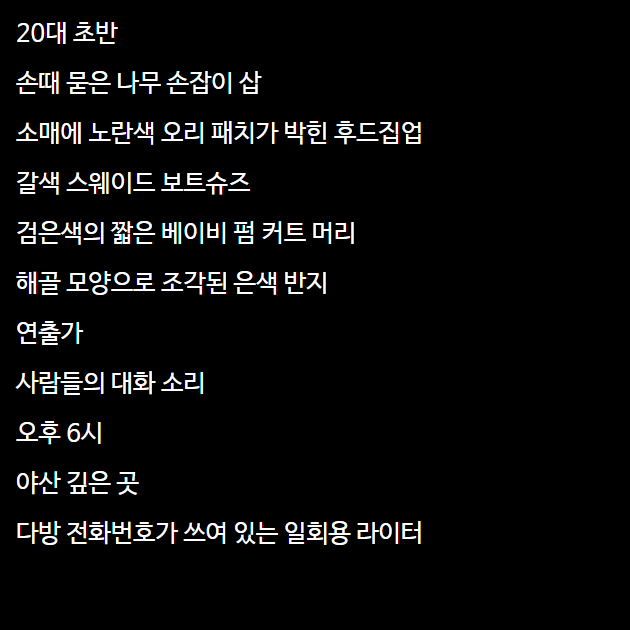 20대 초반
손때 묻은 나무 손잡이 삽
소매에 노란색 오리 패치가 박힌 후드집업
갈색 스웨이드 보트슈즈
검은색의 짧은 베이비 펌 커트 머리
해골 모양으로 조각된 은색 반지
연출가
사람들의 대화 소리
오후 6시
야산 깊은 곳
다방 전화번호가 쓰여 있는 일회용 라이터